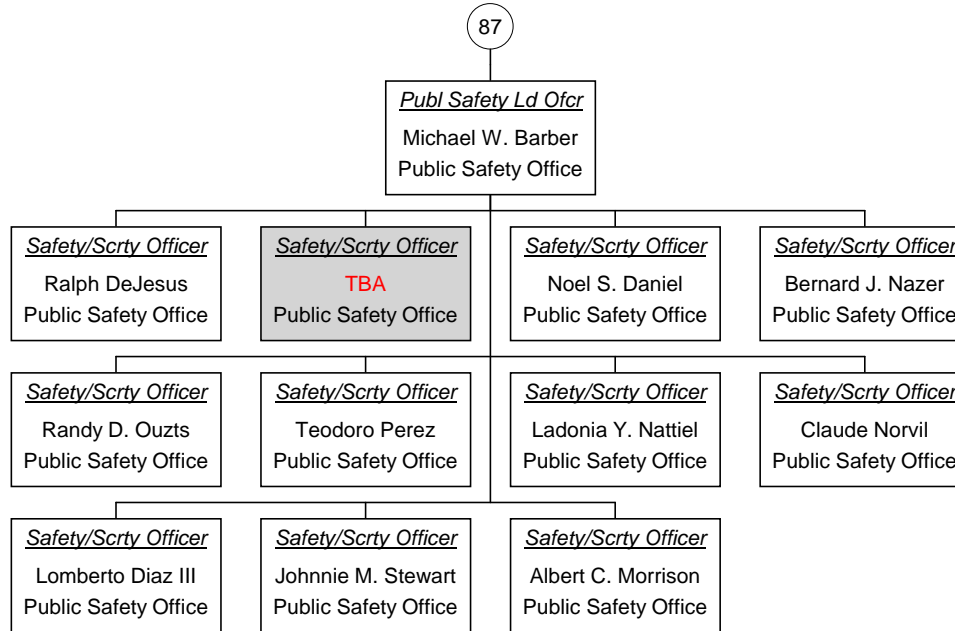 87
Publ Safety Ld Ofcr
Michael W. Barber
Public Safety Office
Safety/Scrty Officer
Ralph DeJesus
Public Safety Office
Safety/Scrty Officer
TBA
Public Safety Office
Safety/Scrty Officer
Noel S. Daniel
Public Safety Office
Safety/Scrty Officer
Bernard J. Nazer
Public Safety Office
Safety/Scrty Officer
Randy D. Ouzts
Public Safety Office
Safety/Scrty Officer
Teodoro Perez
Public Safety Office
Safety/Scrty Officer
Ladonia Y. Nattiel
Public Safety Office
Safety/Scrty Officer
Claude Norvil
Public Safety Office
Safety/Scrty Officer
Lomberto Diaz III
Public Safety Office
Safety/Scrty Officer
Johnnie M. Stewart
Public Safety Office
Safety/Scrty Officer
Albert C. Morrison
Public Safety Office